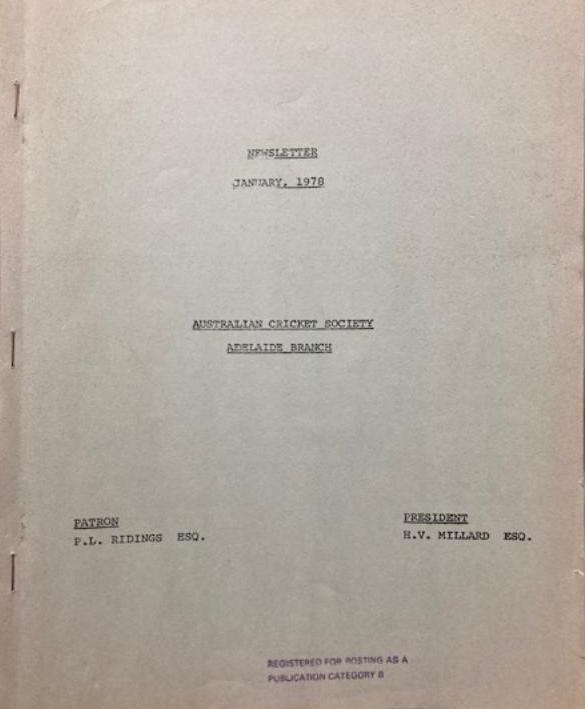 NEWSLETTER
JANUARY, 1978
AUSTRALIAN CRICKET SOCIETY
ADELAIDE BRANCH
PATRON
P.L. RIDINGS ESQ.
PRESIDENT
H.V. MILLARD ESQ.
REGISTERED FOR POSTING AS A
PUBLICATION CATEGORY B